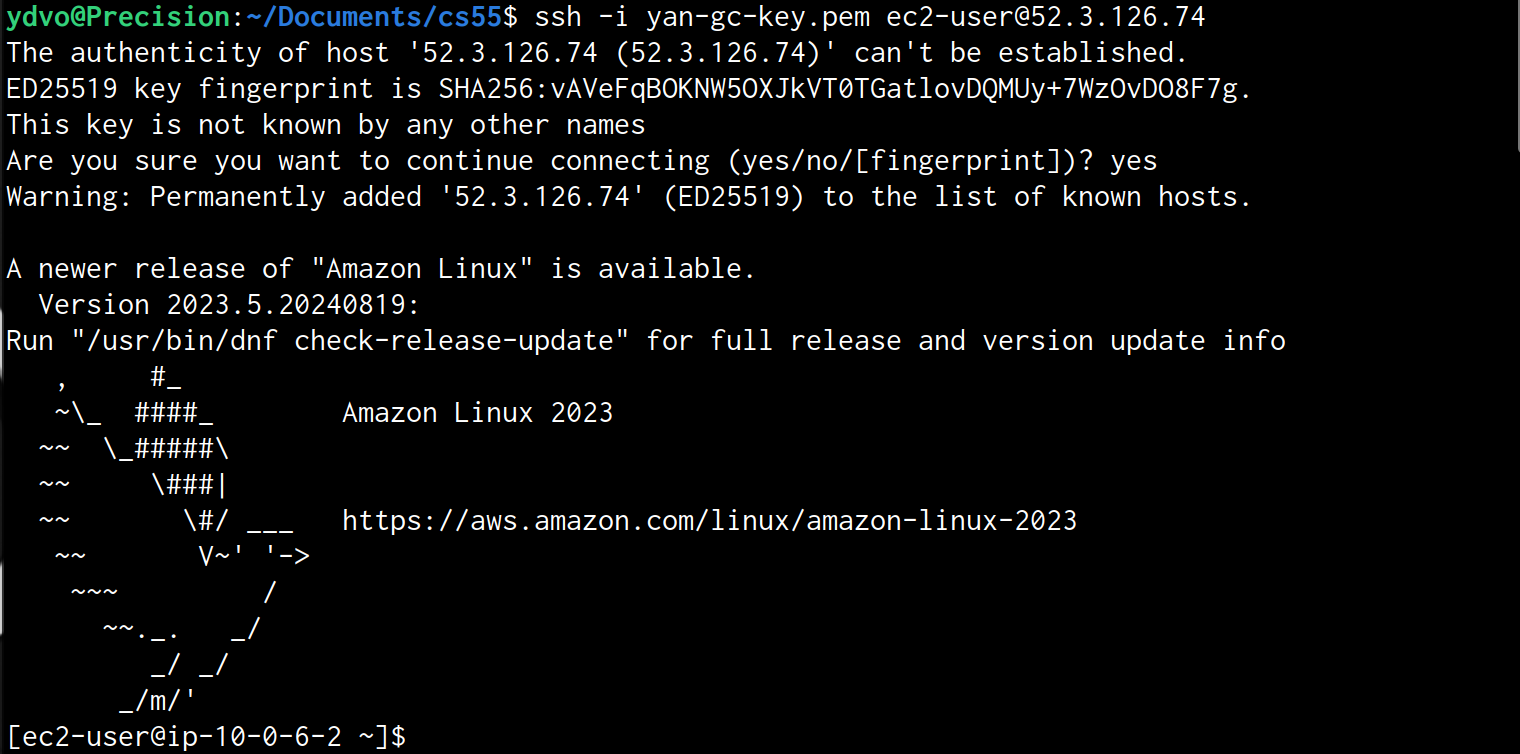 ydvo@Precision:~/Documents/cs55$ ssh -i yan-gc-key.pem ec2-user@52.3.126.74
The authenticity of host '52.3.126.74 (52.3.126.74)' can't be established.
ED25519 key fingerprint is SHA256:vAVeFqBOKNW5OXJkVT0TGatlovDQMUy+7WzOvDO8F7g.
This key is not known by any other names
Are you sure you want to continue connecting (yes/no/[fingerprint])? yes
Warning: Permanently added '52.3.126.74' (ED25519) to the list of known hosts.

A newer release of "Amazon Linux" is available.
  Version 2023.5.20240819:
Run "/usr/bin/dnf check-release-update" for full release and version update info
   ,     #_
   ~\_  ####_        Amazon Linux 2023
  ~~  \_#####\
  ~~     \###|
  ~~       \#/ ___   https://aws.amazon.com/linux/amazon-linux-2023
   ~~       V~' '->
    ~~~         /
      ~~._.   _/
         _/ _/
       _/m/'
[ec2-user@ip-10-0-6-2 ~]$